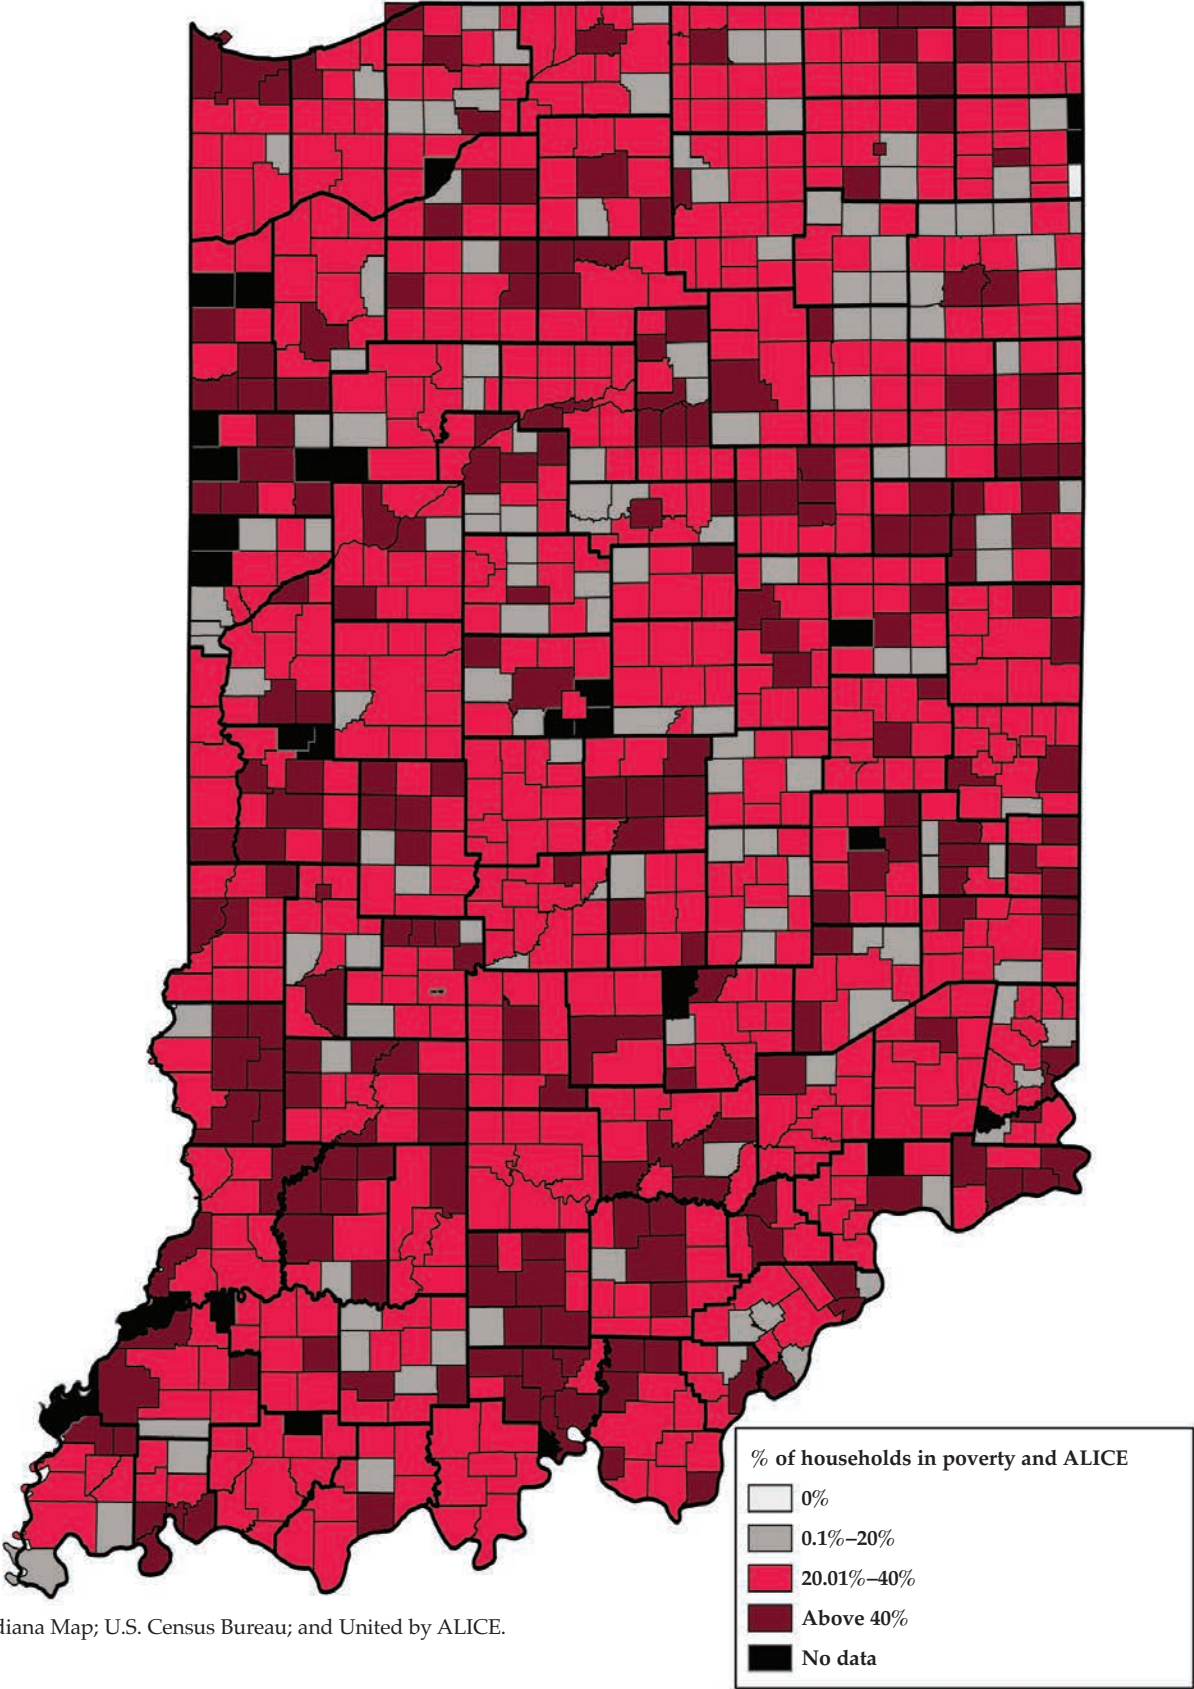 % of households in poverty and ALICE
0%
0.1%–20%
20.01%–40%
Above 40%
No data
diana Map; U.S. Census Bureau; and United by ALICE.